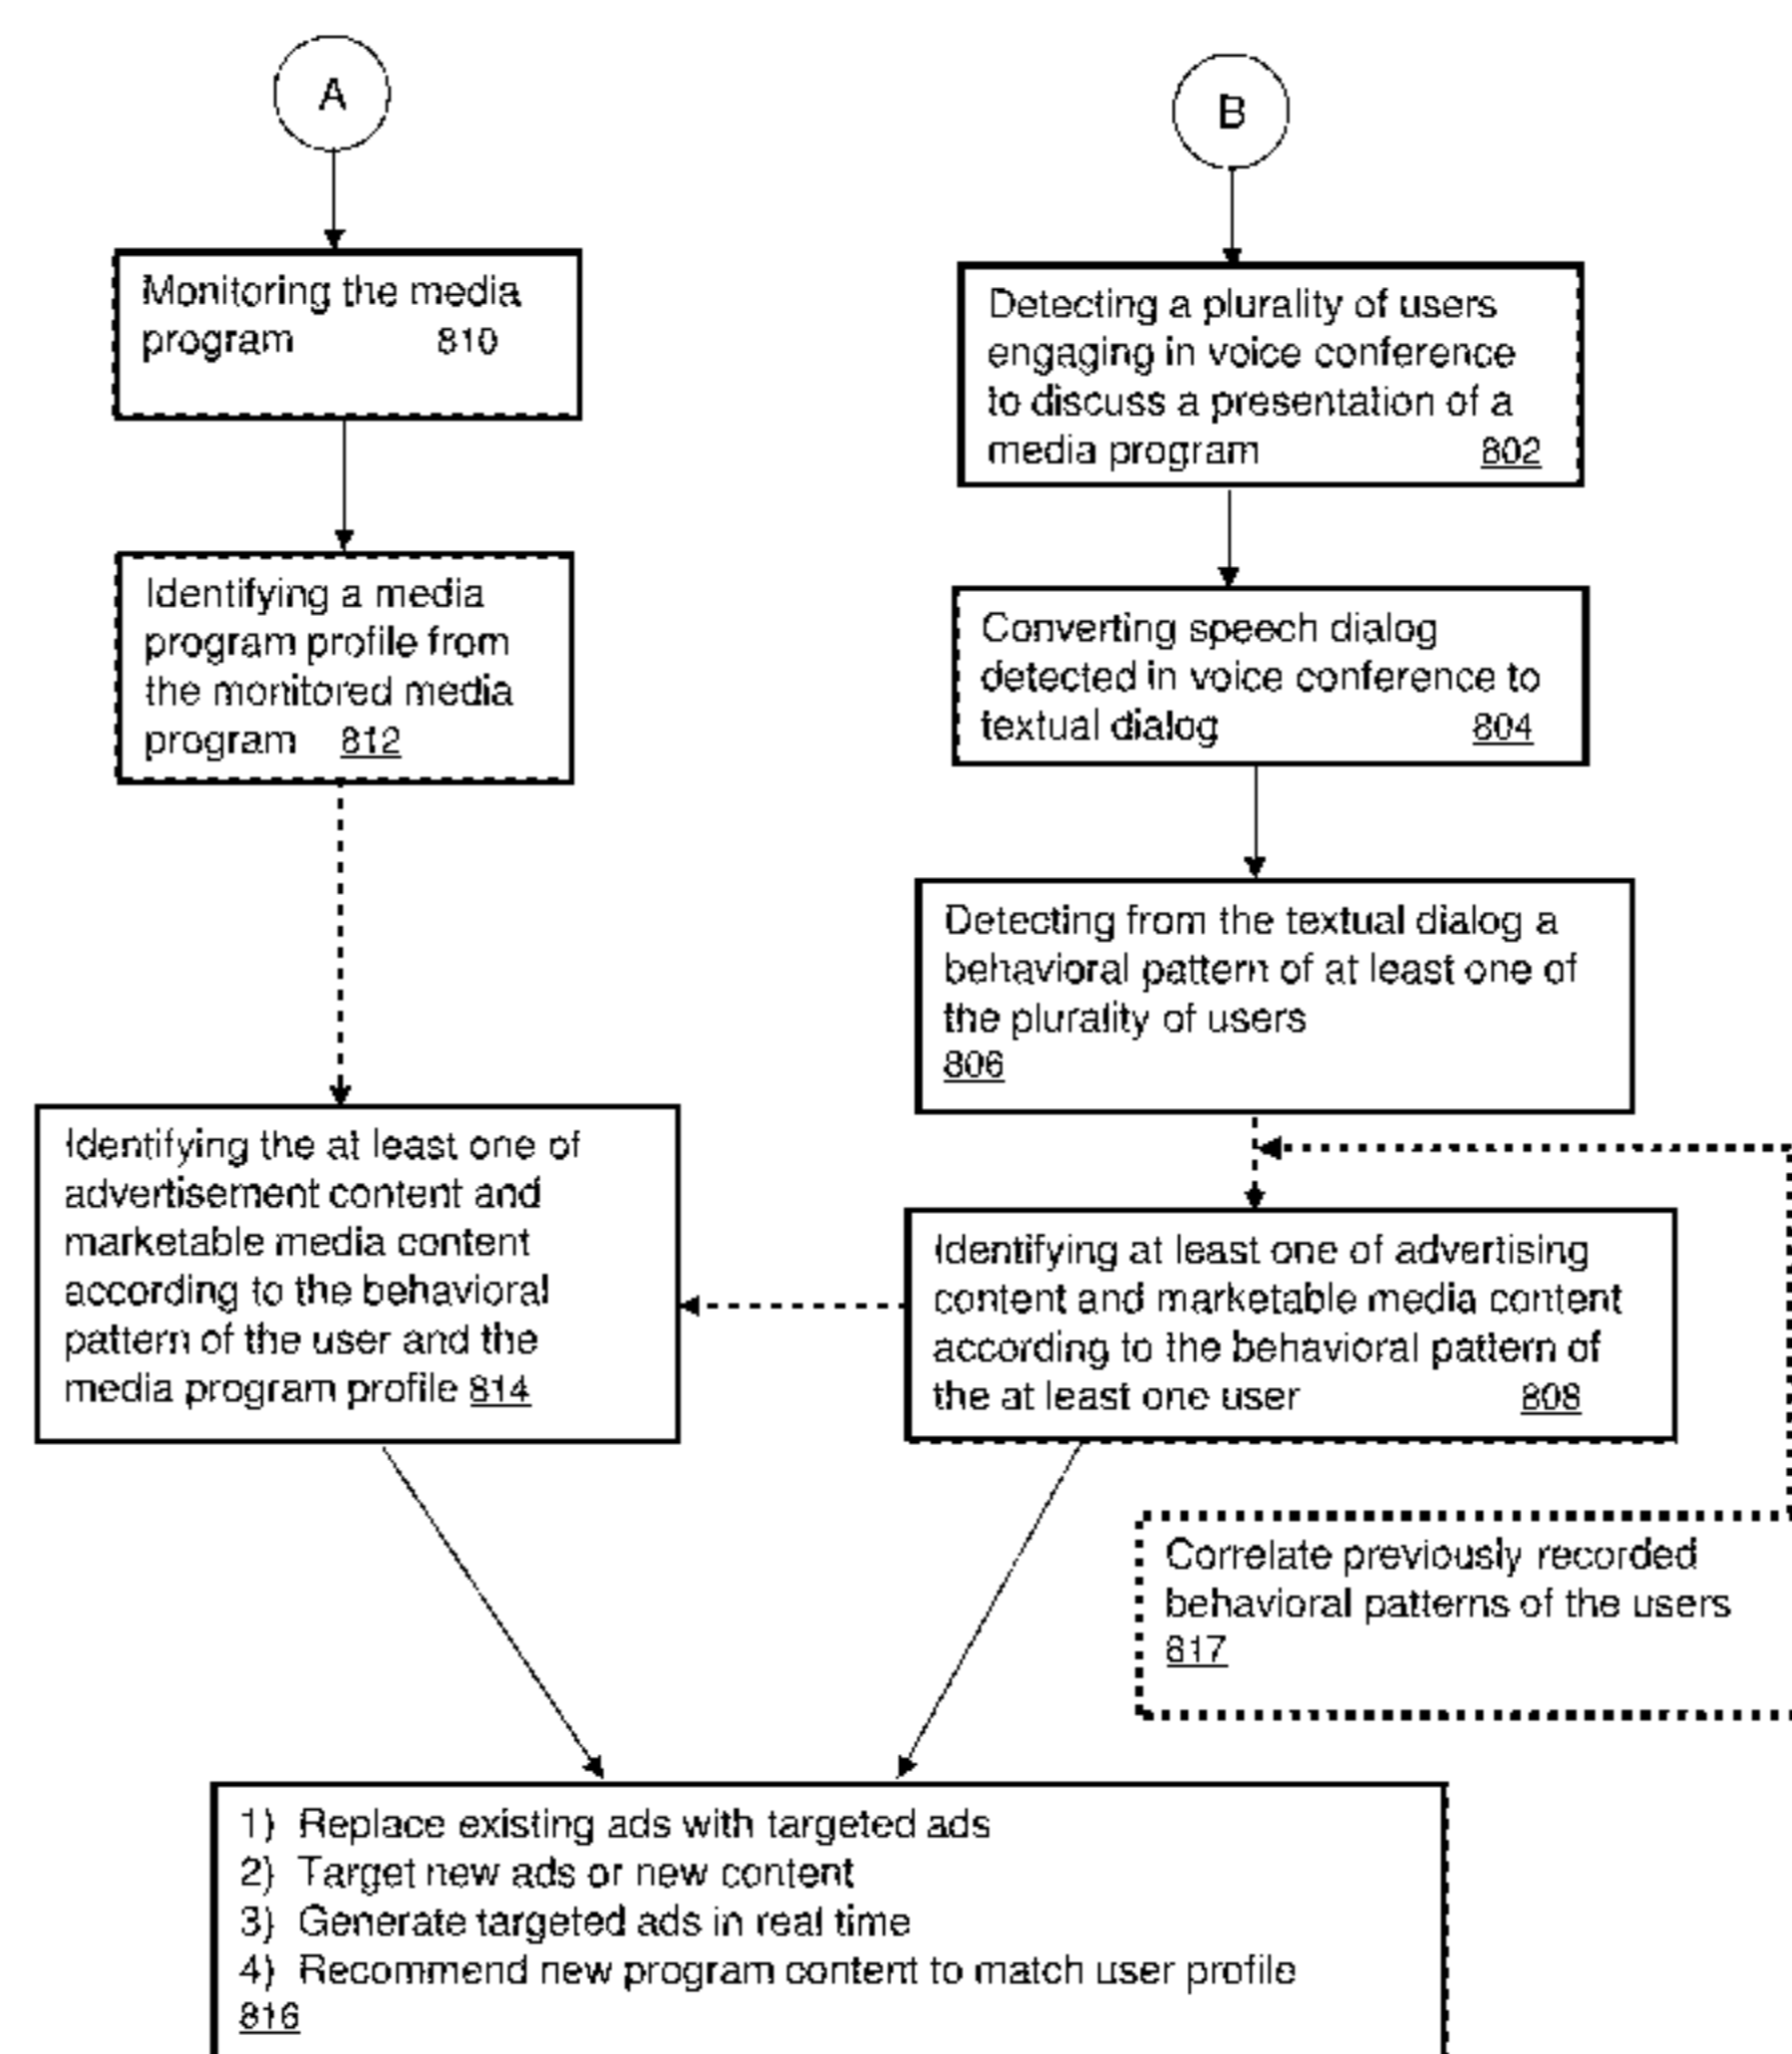 A
Monitoring the media
program 810
Identifying a media
program profile from
the monitored media
program 812
Identifying the at least one of
advertisement content and
marketable media content
according to the behavioral
pattern of the user and the
media program profile 814
B
Detecting a plurality of users
engaging in voice conference
to discuss a presentation of a
media program 802
Converting speech dialog
detected in voice conference to
textual dialog 804
Detecting from the textual dialog a
behavioral pattern of at least one of
the plurality of users
806
Identifying at least one of advertising
content and marketable media content
according to the behavioral pattern of
the at least one user 808
Correlate previously recorded
behavioral patterns of the users
817
1) Replace existing ads with targeted ads
2) Target new ads or new content
3) Generate targeted ads in real time
4) Recommend new program content to match user profile
816